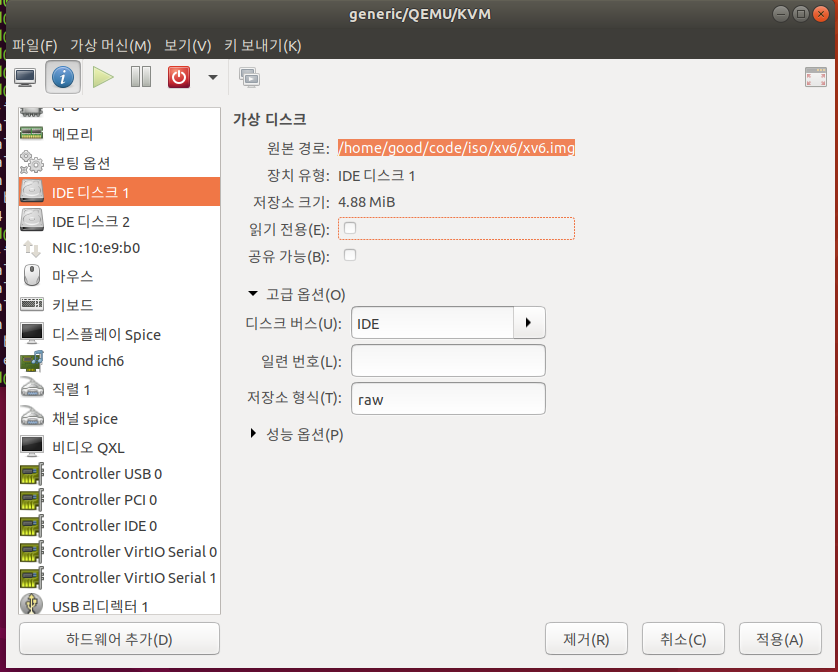 generic/QEMU/KVM
파일(F) 가상 머신(M) 보기(V) 키 보내기(K)
CPU
메모리
부팅 옵션
IDE 디스크 1
IDE 디스크 2
NIC :10:e9:b0
마우스
키보드
디스플레이 Spice
Sound ich6
직렬 1
채널 spice
비디오 QXL
Controller USB 0
Controller PCI 0
Controller IDE 0
Controller VirtIO Serial 0
Controller VirtIO Serial 1
USB 리디렉터 1
하드웨어 추가(D)
가상 디스크
원본 경로: /home/good/code/iso/xv6/xv6.img
장치 유형: IDE 디스크 1
저장소 크기: 4.88 MiB
읽기 전용(E):
공유 가능(B):
고급 옵션(O)
디스크 버스(U): IDE
일련 번호(L):
저장소 형식(T): raw
성능 옵션(P)
제거(R) 취소(C) 적용(A)